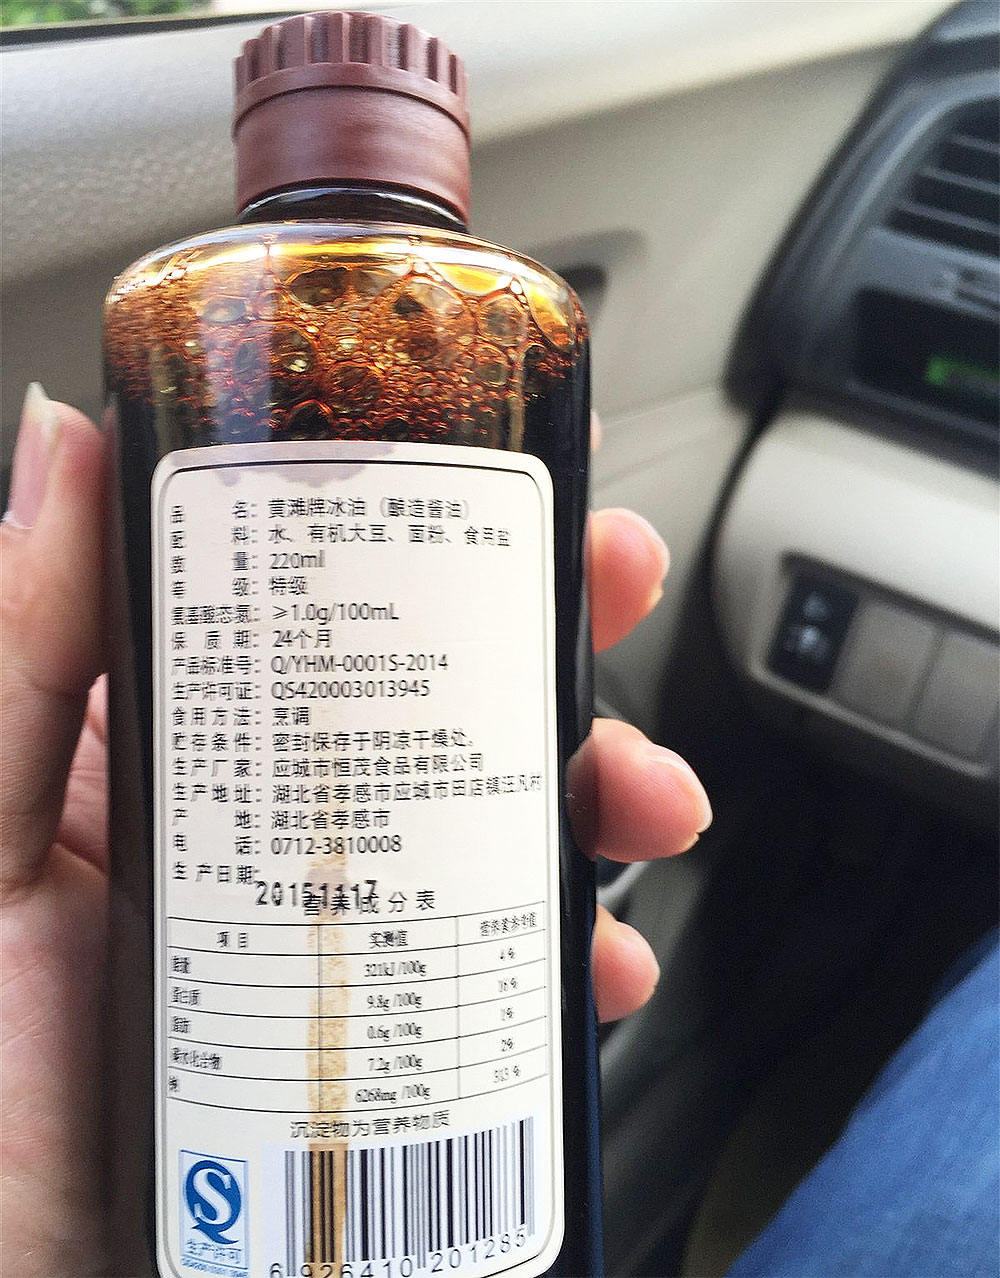 品名：黄滩牌冰油（酿造酱油）
配料：水、有机大豆、面粉、食用盐
数量：220ml
等级：特级
氨基酸态氮：≥1.0g/100mL
保质期：24个月
产品标准号：Q/YHM-0001S-2014
生产许可证：QS420003013945
食用方法：烹调
贮存条件：密封保存于阴凉干燥处。
生产厂家：应城市恒茂食品有限公司
生产地址：湖北省孝感市应城市田店镇汪凡村
产地：湖北省孝感市
电话：0712-3810008
生产日期：
20151117
营养成分表
项目 实测值 营养素参考值
能量 321kJ/100g 4%
蛋白质 9.8g/100g 16%
脂肪 0.6g/100g 1%
碳水化合物 7.2g/100g 2%
钠 6268mg/100g 313%
沉淀物为营养物质
生产许可
6 926410 201285